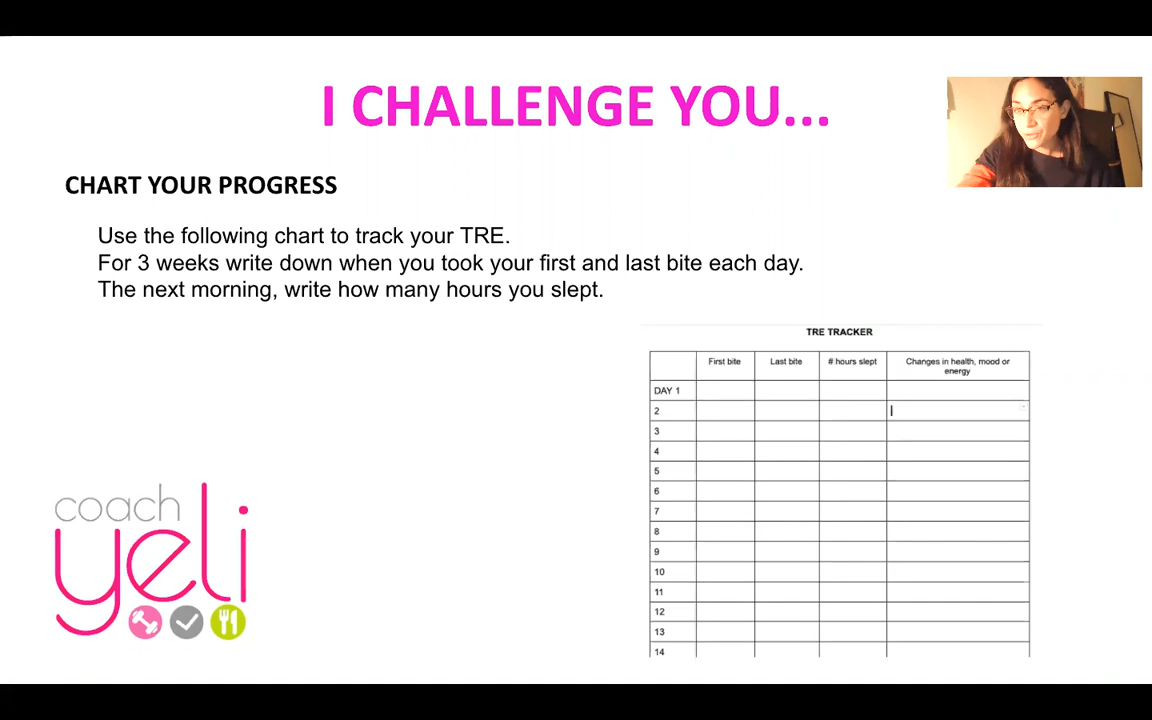 I CHALLENGE YOU...
CHART YOUR PROGRESS
Use the following chart to track your TRE.
For 3 weeks write down when you took your first and last bite each day.
The next morning, write how many hours you slept.
TRE TRACKER
First bite Last bite # hours slept Changes in health, mood or
energy
DAY 1
2
3
4
5
6
7
8
9
10
11
12
13
14
coach
yeli